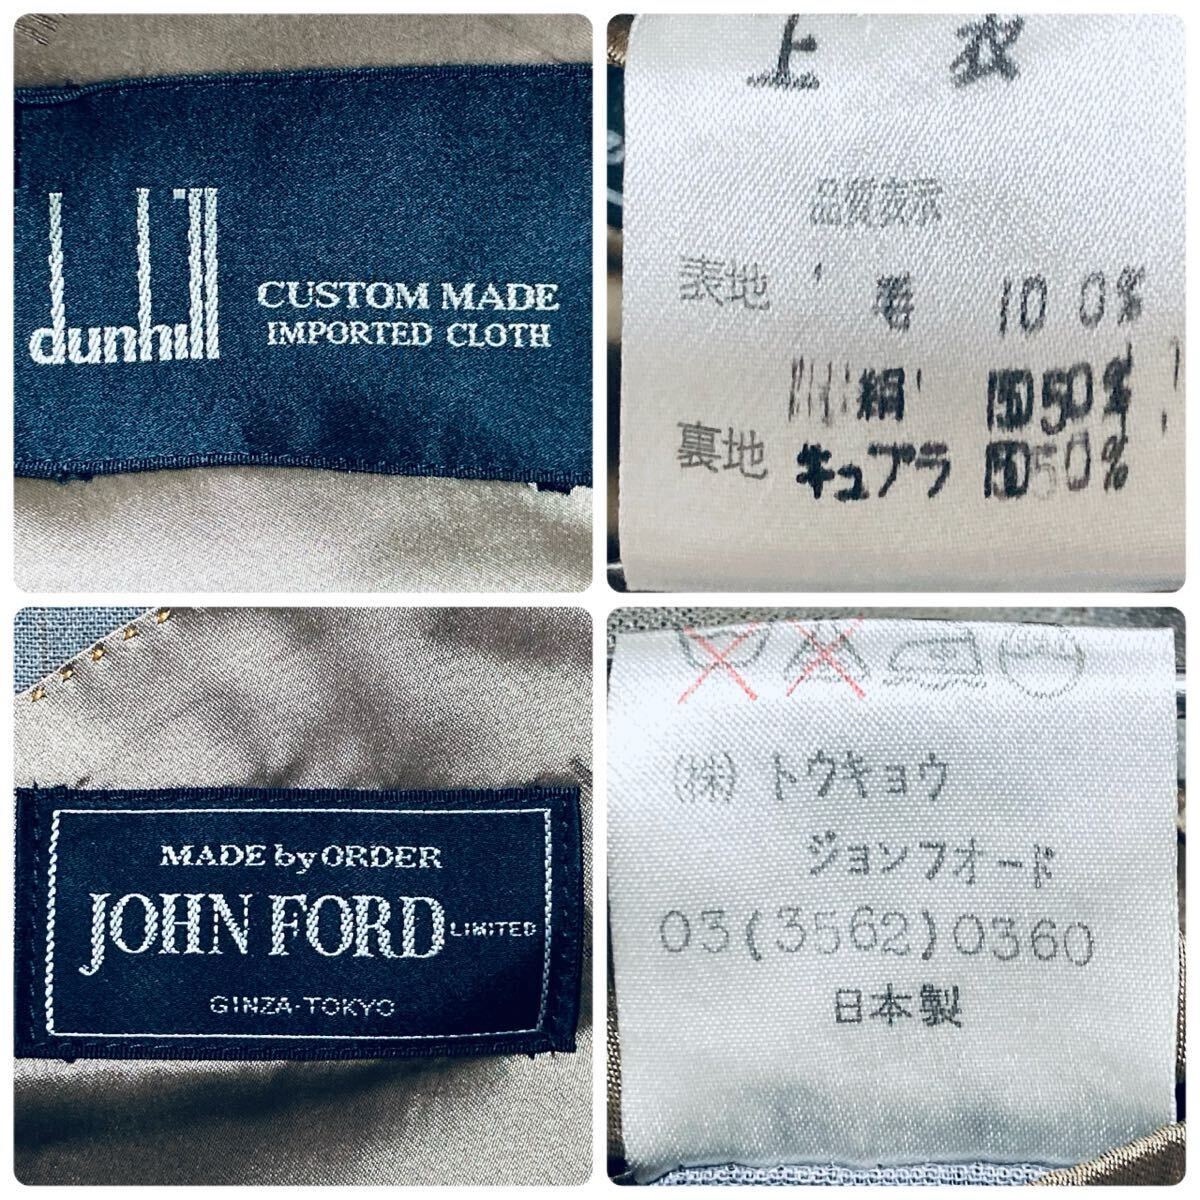 dunhill
CUSTOM MADE
IMPORTED CLOTH
上 衣
品質表示
表地 毛 100%
絹 50%
裏地 キュプラ 50%
MADE by ORDER
JOHN FORD LIMITED
GINZA-TOKYO
(株) トウキョウ
ジョンフオード
03(3562)0360
日本製